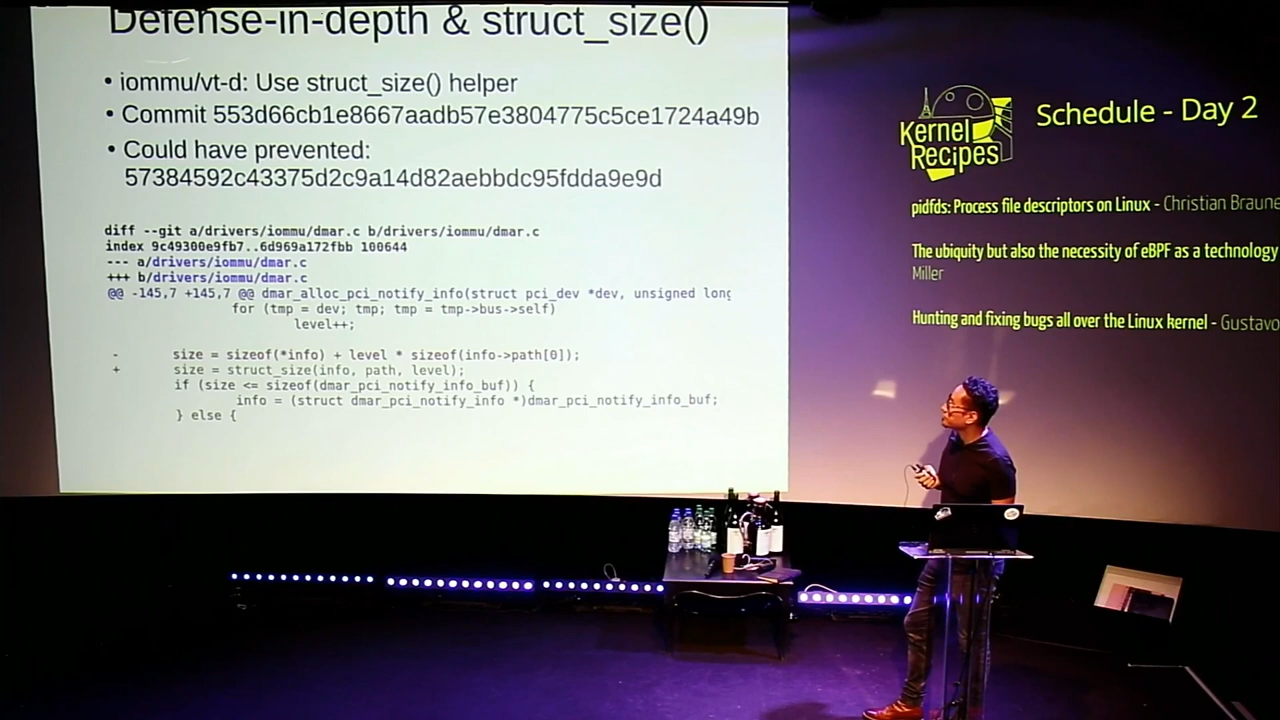 Defense-in-depth & struct_size()
• iommu/vt-d: Use struct_size() helper
• Commit 553d66cb1e8667aadb57e3804775c5ce1724a49b
• Could have prevented:
57384592c43375d2c9a14d82aebbdc95fdda9e9d
diff --git a/drivers/iommu/dmar.c b/drivers/iommu/dmar.c
index 9c49300e9fb7..6d969a172fbb 100644
--- a/drivers/iommu/dmar.c
+++ b/drivers/iommu/dmar.c
@@ -145,7 +145,7 @@ dmar_alloc_pci_notify_info(struct pci_dev *dev, unsigned long
for (tmp = dev; tmp; tmp = tmp->bus->self)
level++;
- size = sizeof(*info) + level * sizeof(info->path[0]);
+ size = struct_size(info, path, level);
if (size <= sizeof(dmar_pci_notify_info_buf)) {
info = (struct dmar_pci_notify_info *)dmar_pci_notify_info_buf;
} else {
Kernel
Recipes
Schedule - Day 2
pidfds: Process file descriptors on Linux - Christian Braune
The ubiquity but also the necessity of eBPF as a technology
Miller
Hunting and fixing bugs all over the Linux kernel - Gustavo